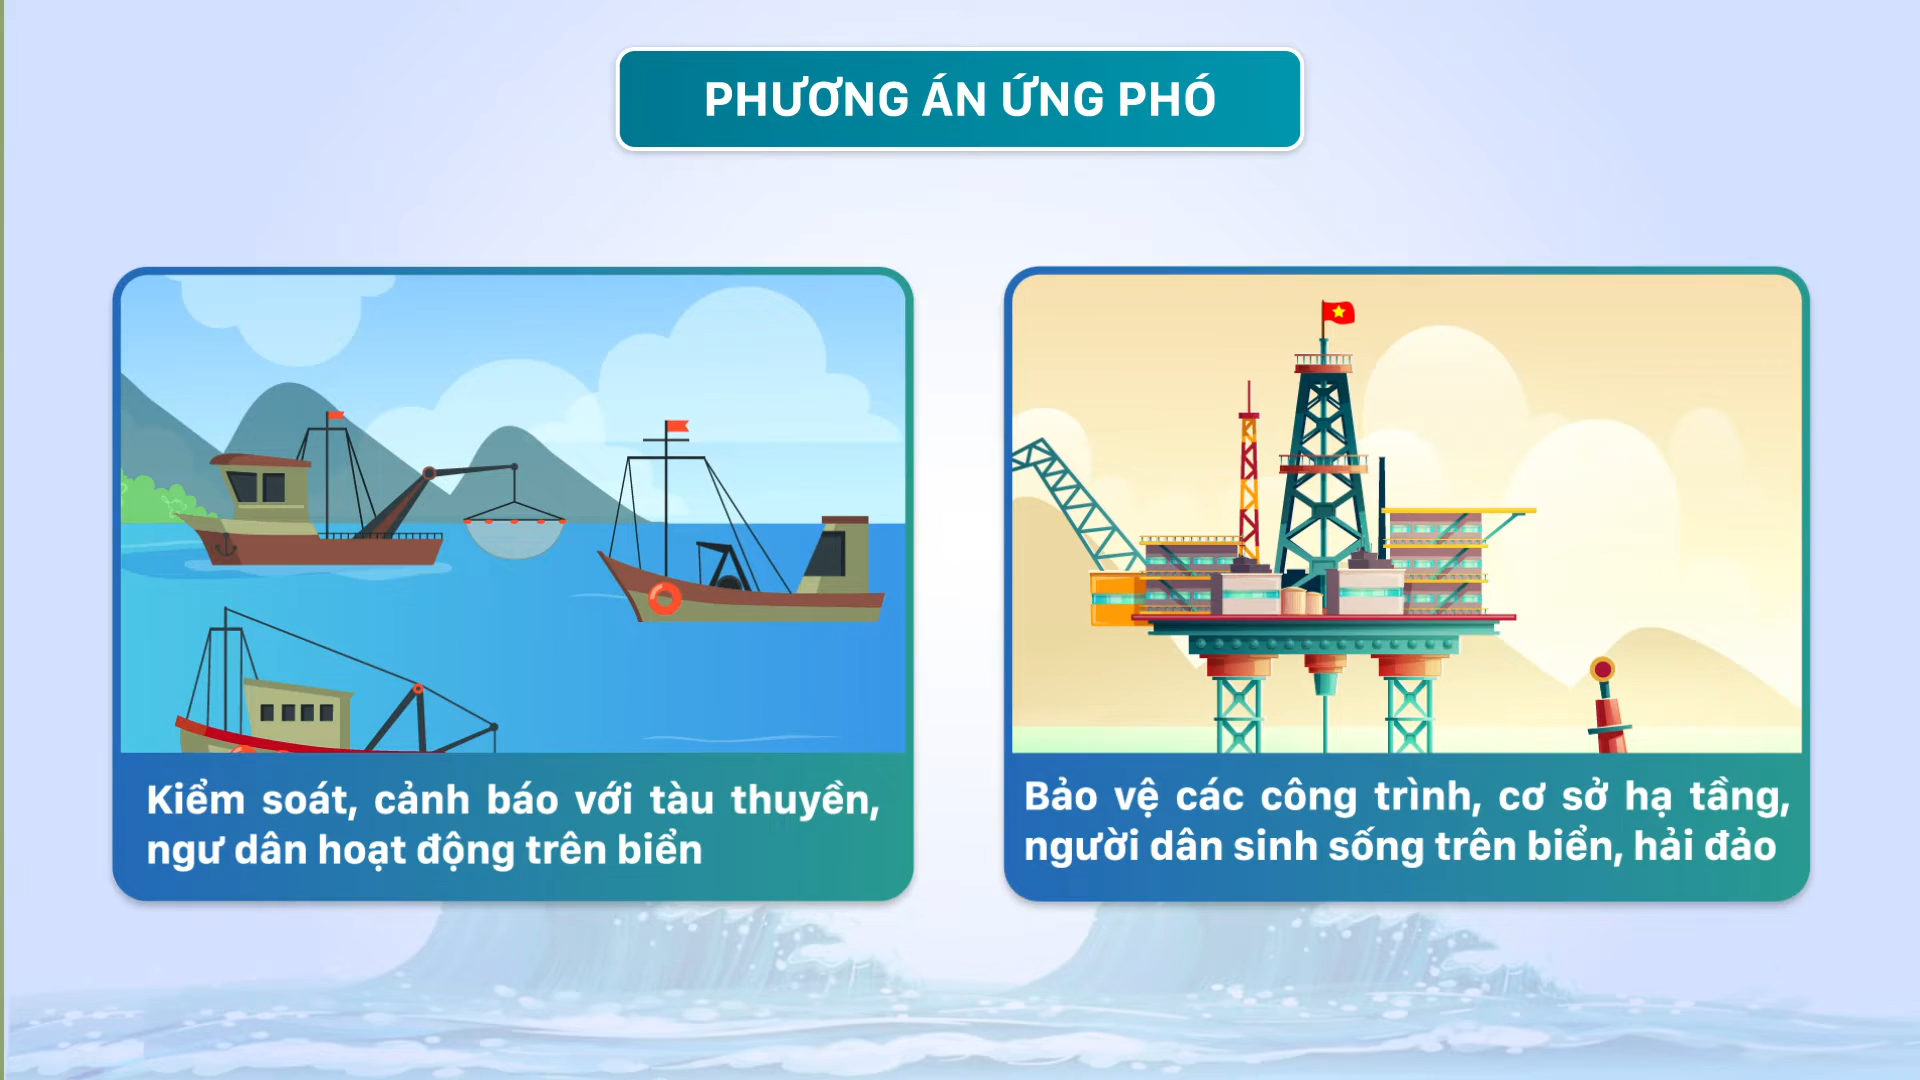 PHƯƠNG ÁN ỨNG PHÓ
Kiểm soát, cảnh báo với tàu thuyền,
ngư dân hoạt động trên biển
Bảo vệ các công trình, cơ sở hạ tầng,
người dân sinh sống trên biển, hải đảo